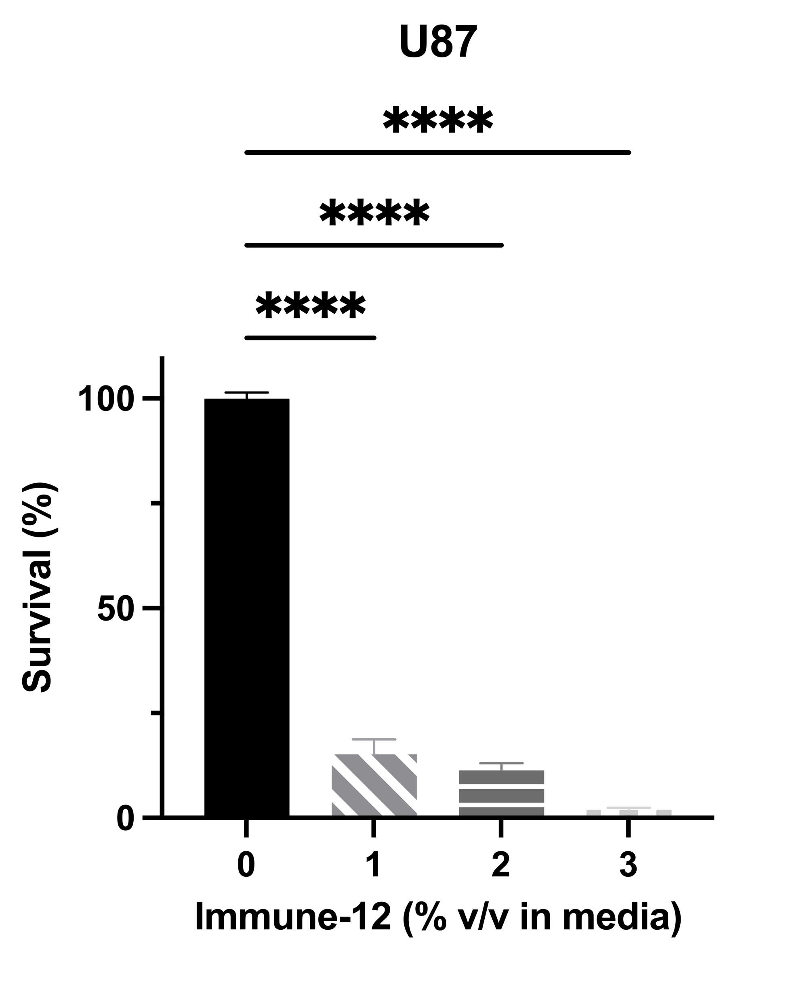 U87
****
****
****
100
50
0
Survival (%)
0 1 2 3
Immune-12 (% v/v in media)